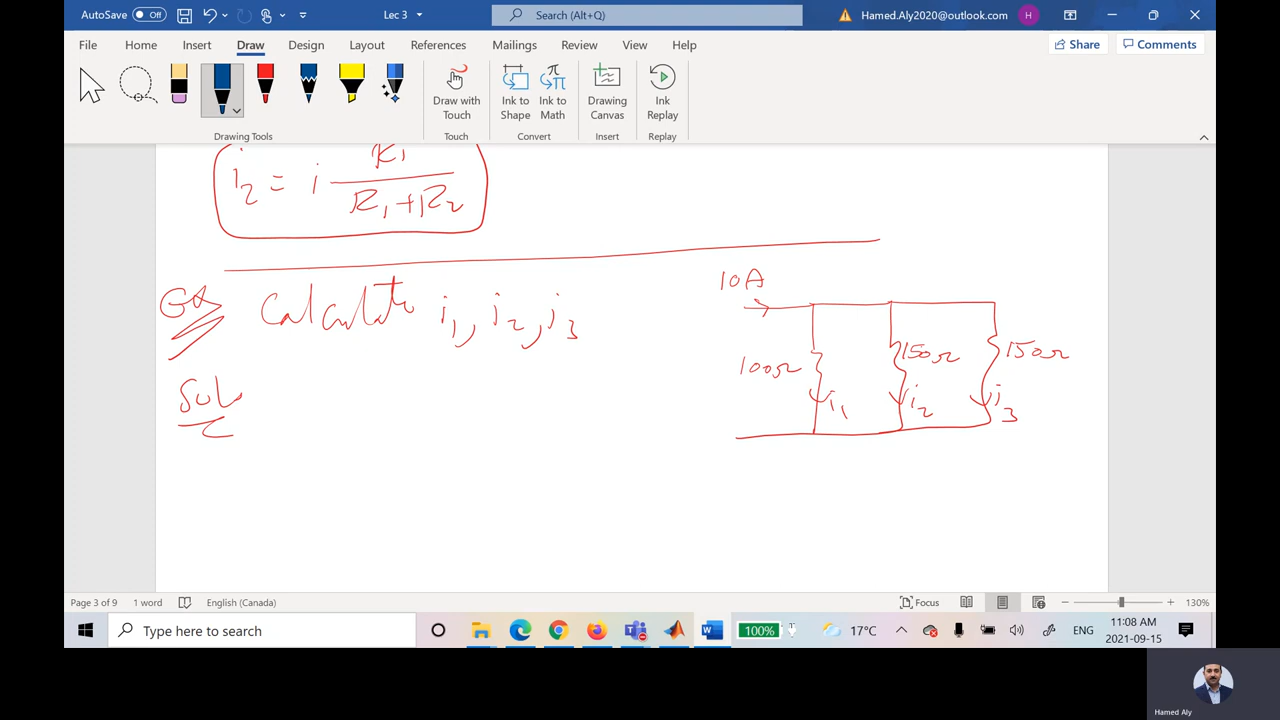 AutoSave Off Lec 3 Search (Alt+Q) Hamed.Aly2020@outlook.com H
File Home Insert Draw Design Layout References Mailings Review View Help Share Comments
Draw with Touch
Ink to Shape
Ink to Math
Drawing Canvas
Ink Replay
Drawing Tools Touch Convert Insert Replay
i2 = i R1 / R1+R2
Ex Calculate i1, i2, i3
10A
100Ω 150Ω 150Ω
i1 i2 i3
Sol
Page 3 of 9 1 word English (Canada) Focus 130%
Type here to search 100% 17°C ENG 11:08 AM
2021-09-15
Hamed Aly